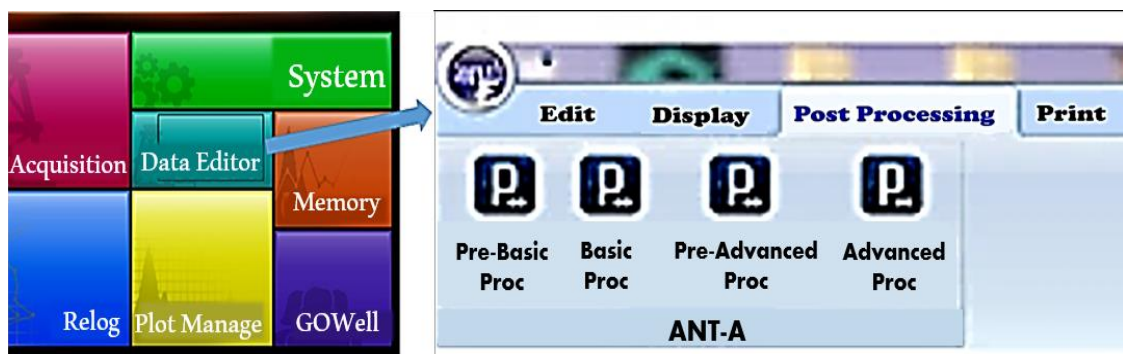 System
Acquisition
Data Editor
Memory
Relog
Plot Manage
GOWell
Edit Display Post Processing Print
Pre-Basic Proc
Basic Proc
Pre-Advanced Proc
Advanced Proc
ANT-A